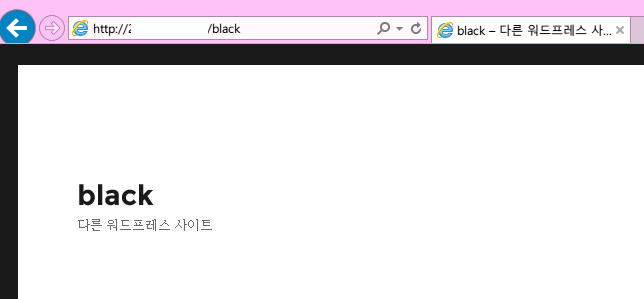 http://2 /black
black – 다른 워드프레스 사...
black
다른 워드프레스 사이트